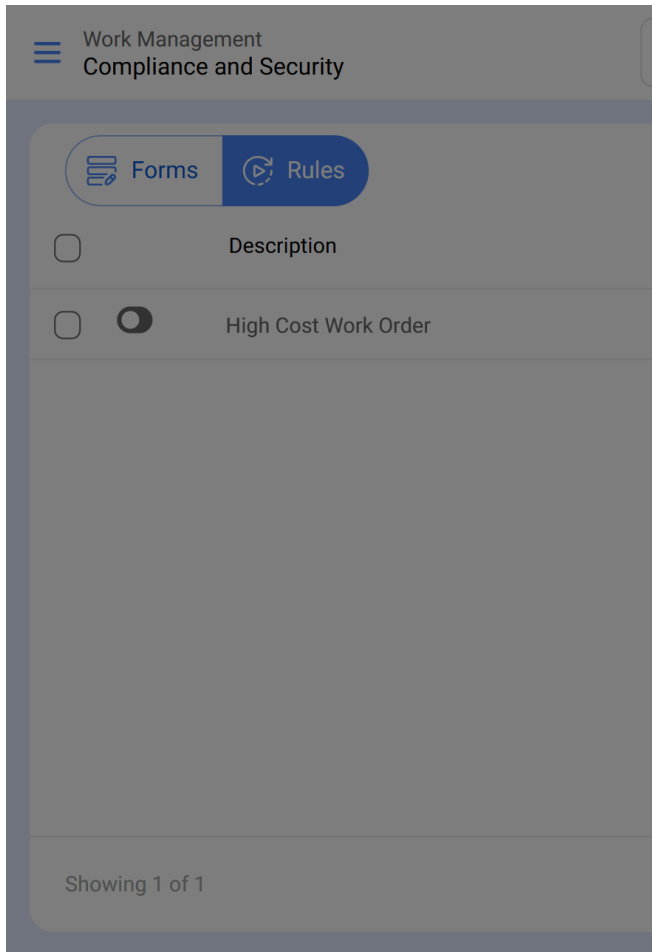 Work Management
Compliance and Security
Forms
Rules
Description
High Cost Work Order
Showing 1 of 1